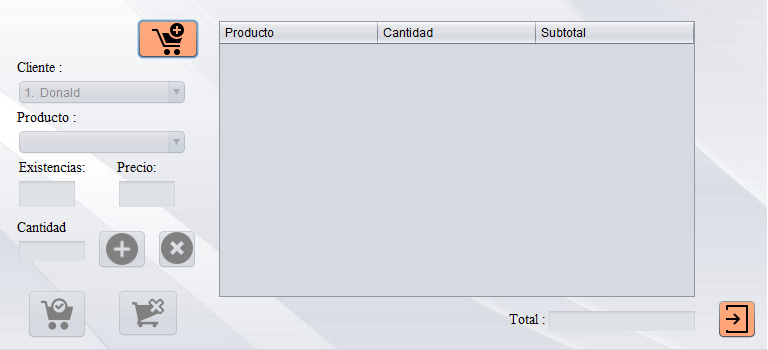 Producto Cantidad Subtotal
Cliente :
1. Donald
Producto :
Existencias: Precio:
Cantidad
Total :